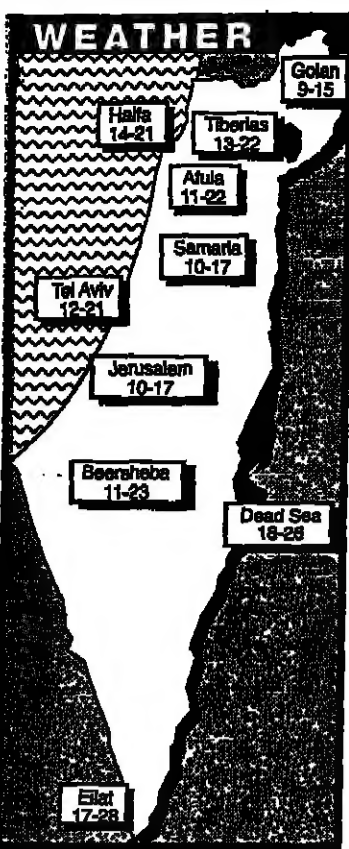 WEATHER
Golan
9-15
Haifa
14-21
Tiberias
13-22
Afula
11-22
Samaria
10-17
Tel Aviv
12-21
Jerusalem
10-17
Beersheba
11-23
Dead Sea
18-26
Eilat
17-28